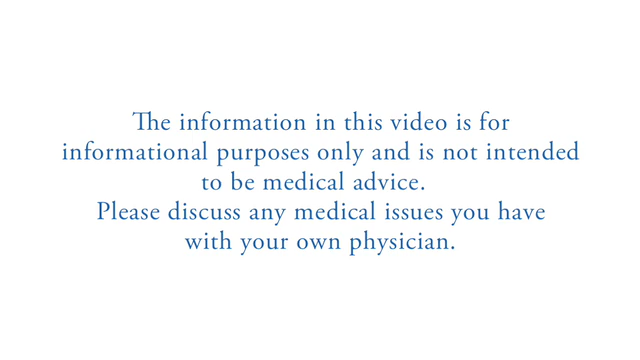 The information in this video is for
informational purposes only and is not intended
to be medical advice.
Please discuss any medical issues you have
with your own physician.